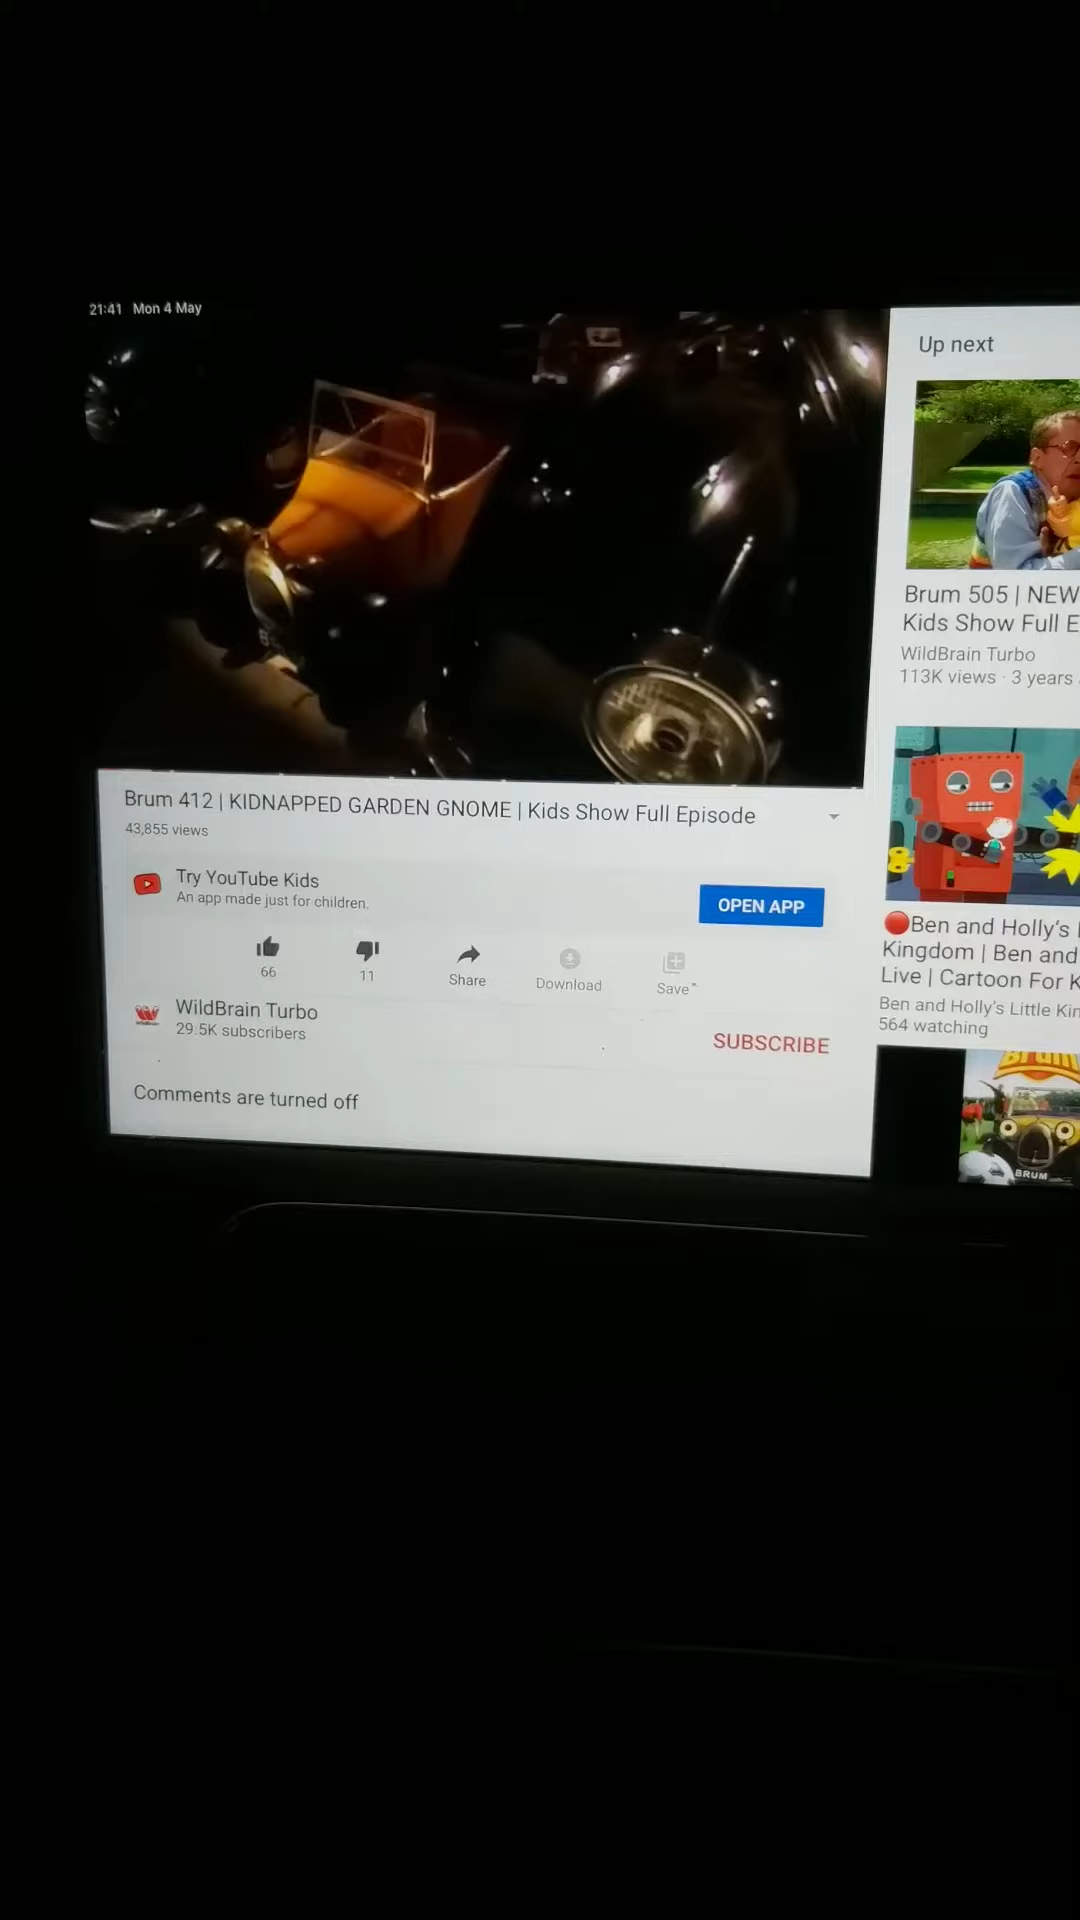 21:41 Mon 4 May
Brum 412 | KIDNAPPED GARDEN GNOME | Kids Show Full Episode
43,855 views
Try YouTube Kids
An app made just for children.
OPEN APP
66
11
Share
Download
Save
WildBrain Turbo
29.5K subscribers
SUBSCRIBE
Comments are turned off
Up next
Brum 505 | NEW
Kids Show Full E
WildBrain Turbo
113K views · 3 years
Ben and Holly's
Kingdom | Ben and
Live | Cartoon For K
Ben and Holly's Little Kin
564 watching
Brum
BRUM